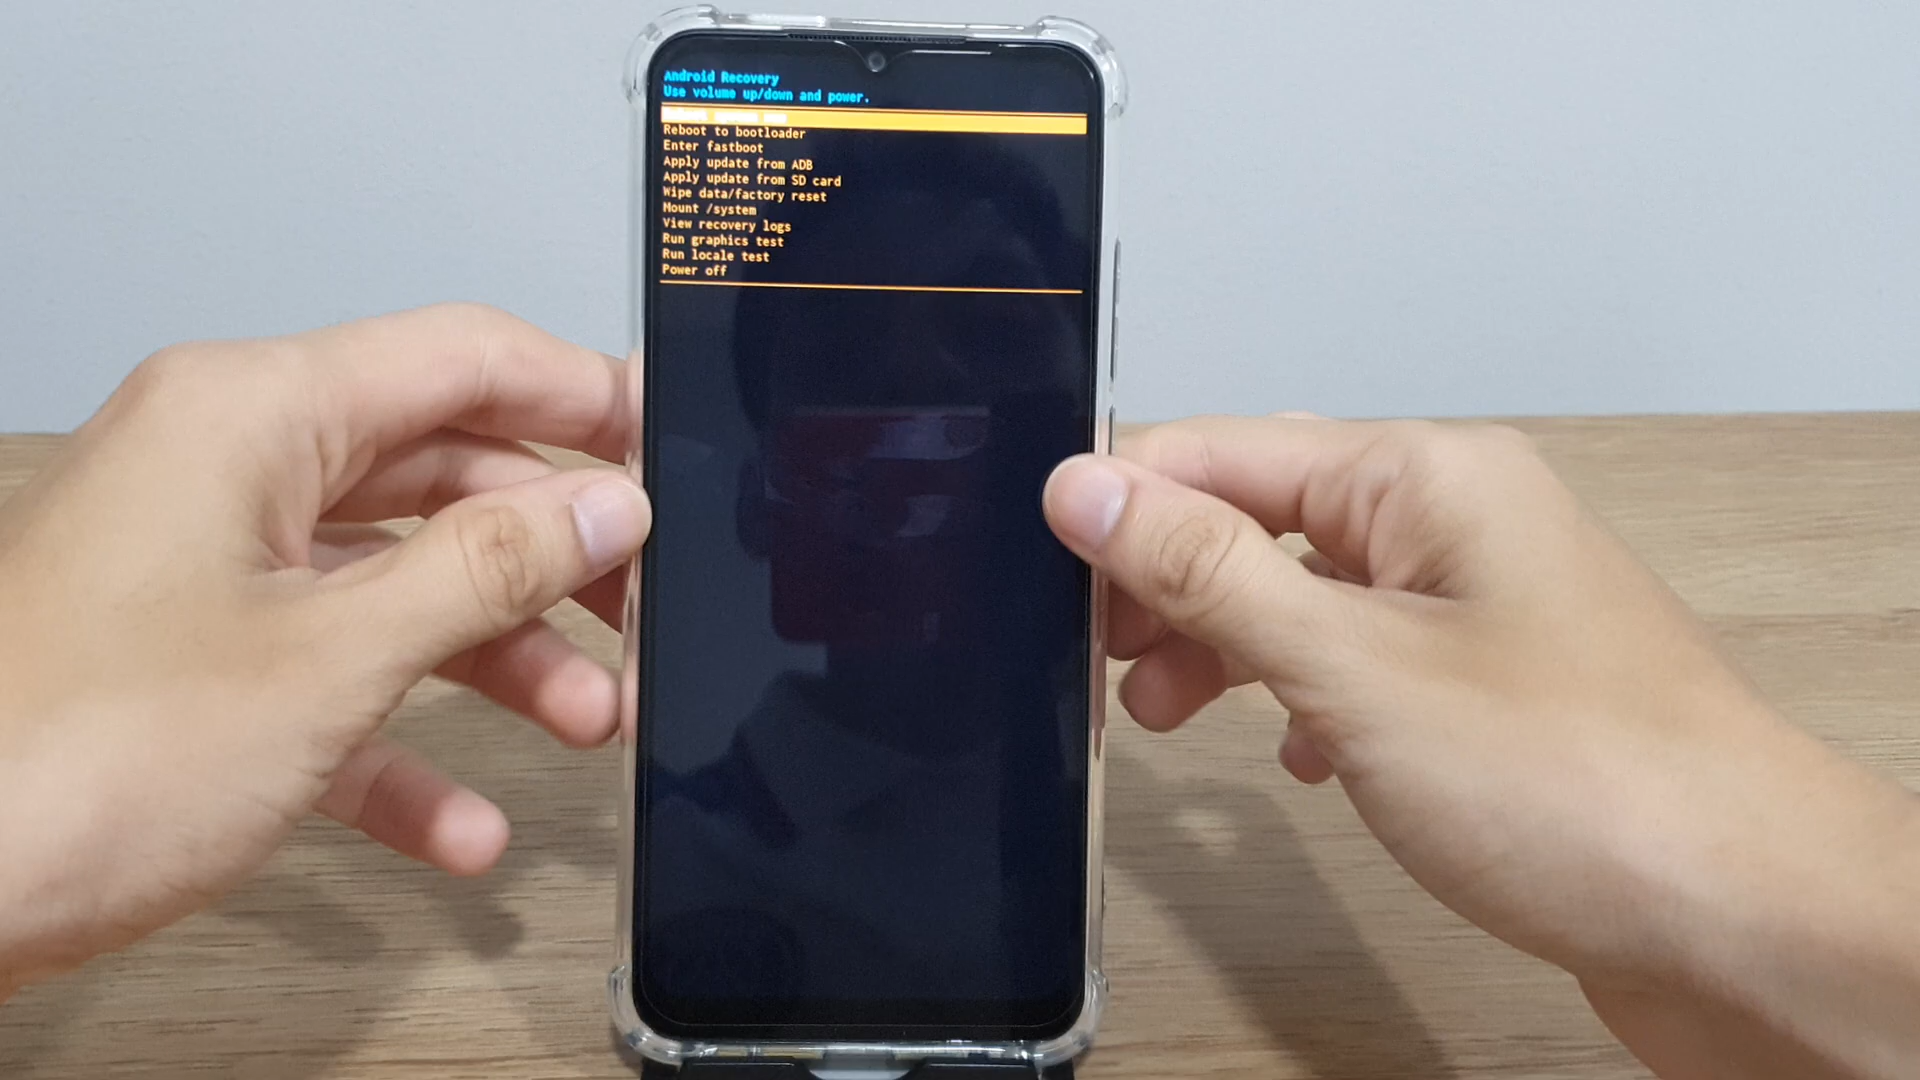 Android Recovery
Use volume up/down and power.
Reboot to bootloader
Enter fastboot
Apply update from ADB
Apply update from SD card
Wipe data/factory reset
Mount /system
View recovery logs
Run graphics test
Run locale test
Power off